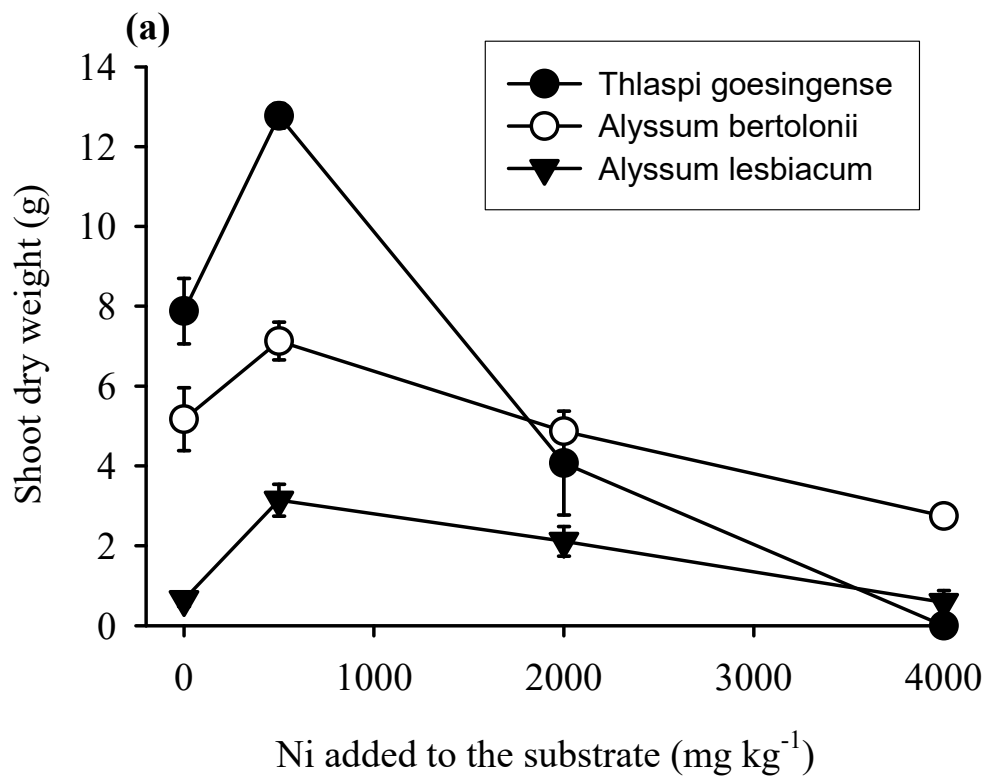 (a)
14
12
10
8
6
4
2
0
Shoot dry weight (g)
Thlaspi goesingense
Alyssum bertolonii
Alyssum lesbiacum
0 1000 2000 3000 4000
Ni added to the substrate (mg kg⁻¹)